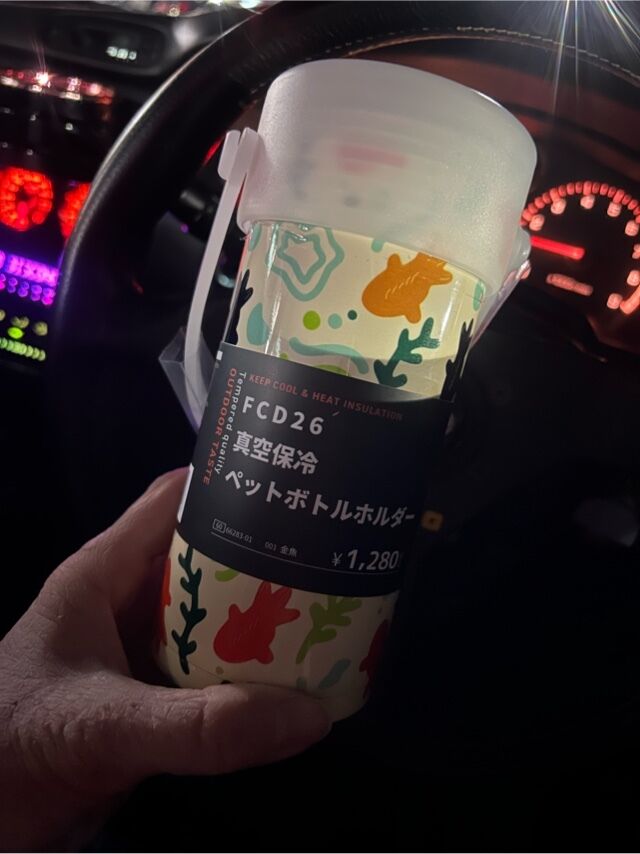 KEEP COOL & HEAT INSULATION
Tempered quality
OUTDOOR TASTE
FCD26
真空保冷
ペットボトルホルダー
50 66283-01 001 金魚
¥1,280